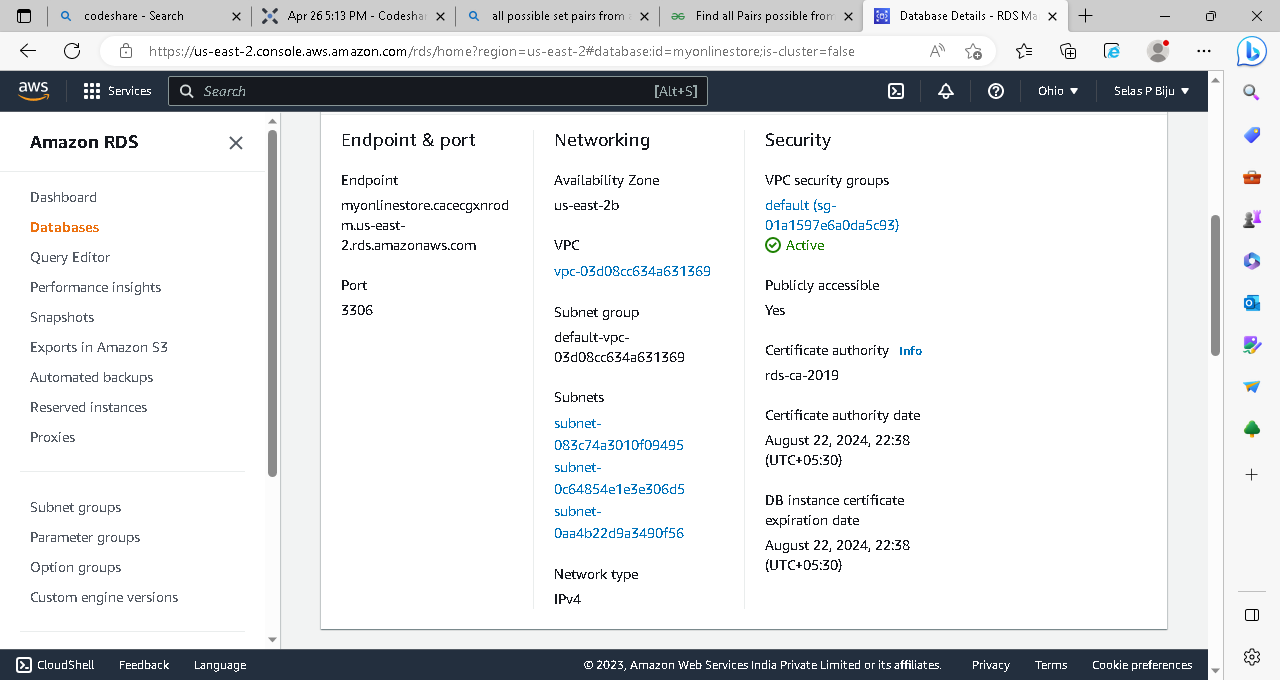 codeshare - Search
Apr 26 5:13 PM - Codeshar
all possible set pairs from
Find all Pairs possible from
Database Details - RDS Ma
https://us-east-2.console.aws.amazon.com/rds/home?region=us-east-2#database:id=myonlinestore;is-cluster=false
aws
Services
Search
[Alt+S]
Ohio
Selas P Biju
Amazon RDS
Dashboard
Databases
Query Editor
Performance insights
Snapshots
Exports in Amazon S3
Automated backups
Reserved instances
Proxies
Subnet groups
Parameter groups
Option groups
Custom engine versions
Endpoint & port
Endpoint
myonlinestore.cacecgxnrod
m.us-east-
2.rds.amazonaws.com
Port
3306
Networking
Availability Zone
us-east-2b
VPC
vpc-03d08cc634a631369
Subnet group
default-vpc-
03d08cc634a631369
Subnets
subnet-
083c74a3010f09495
subnet-
0c64854e1e3e306d5
subnet-
0aa4b22d9a3490f56
Network type
IPv4
Security
VPC security groups
default (sg-
01a1597e6a0da5c93)
Active
Publicly accessible
Yes
Certificate authority Info
rds-ca-2019
Certificate authority date
August 22, 2024, 22:38
(UTC+05:30)
DB instance certificate
expiration date
August 22, 2024, 22:38
(UTC+05:30)
CloudShell
Feedback
Language
© 2023, Amazon Web Services India Private Limited or its affiliates.
Privacy
Terms
Cookie preferences